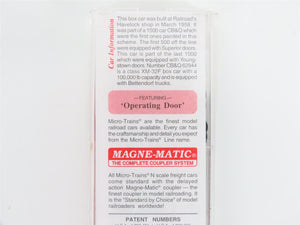 Car Information
This box car was built at Railroad's
Havelock shop in March 1958. It
was part of a 1500 car CB&Q which
were the first ones painted in this
scheme. The first 500 off the line
were equipped with Superior doors.
This car is part of the last 1000
which were equipped with Young-
stown doors. Number CB&Q 62944
is a class XM-32F box car with a
100,000 lb. capacity and is equipped
with Bettendorf trucks.
FEATURING
'Operating Door'
Micro-Trains® are the finest model
railroad cars available. Every car has
the craftsmanship and detail you expect
from the Micro-Trains® Line name.
MAGNE-MATIC®
THE COMPLETE COUPLER SYSTEM
All Micro-Trains® N scale freight cars
come standard with the delayed
action Magne-Matic® coupler — the
finest in model railroading. It is the
"Standard by Choice" of model
railroaders worldwide!
PATENT NUMBERS